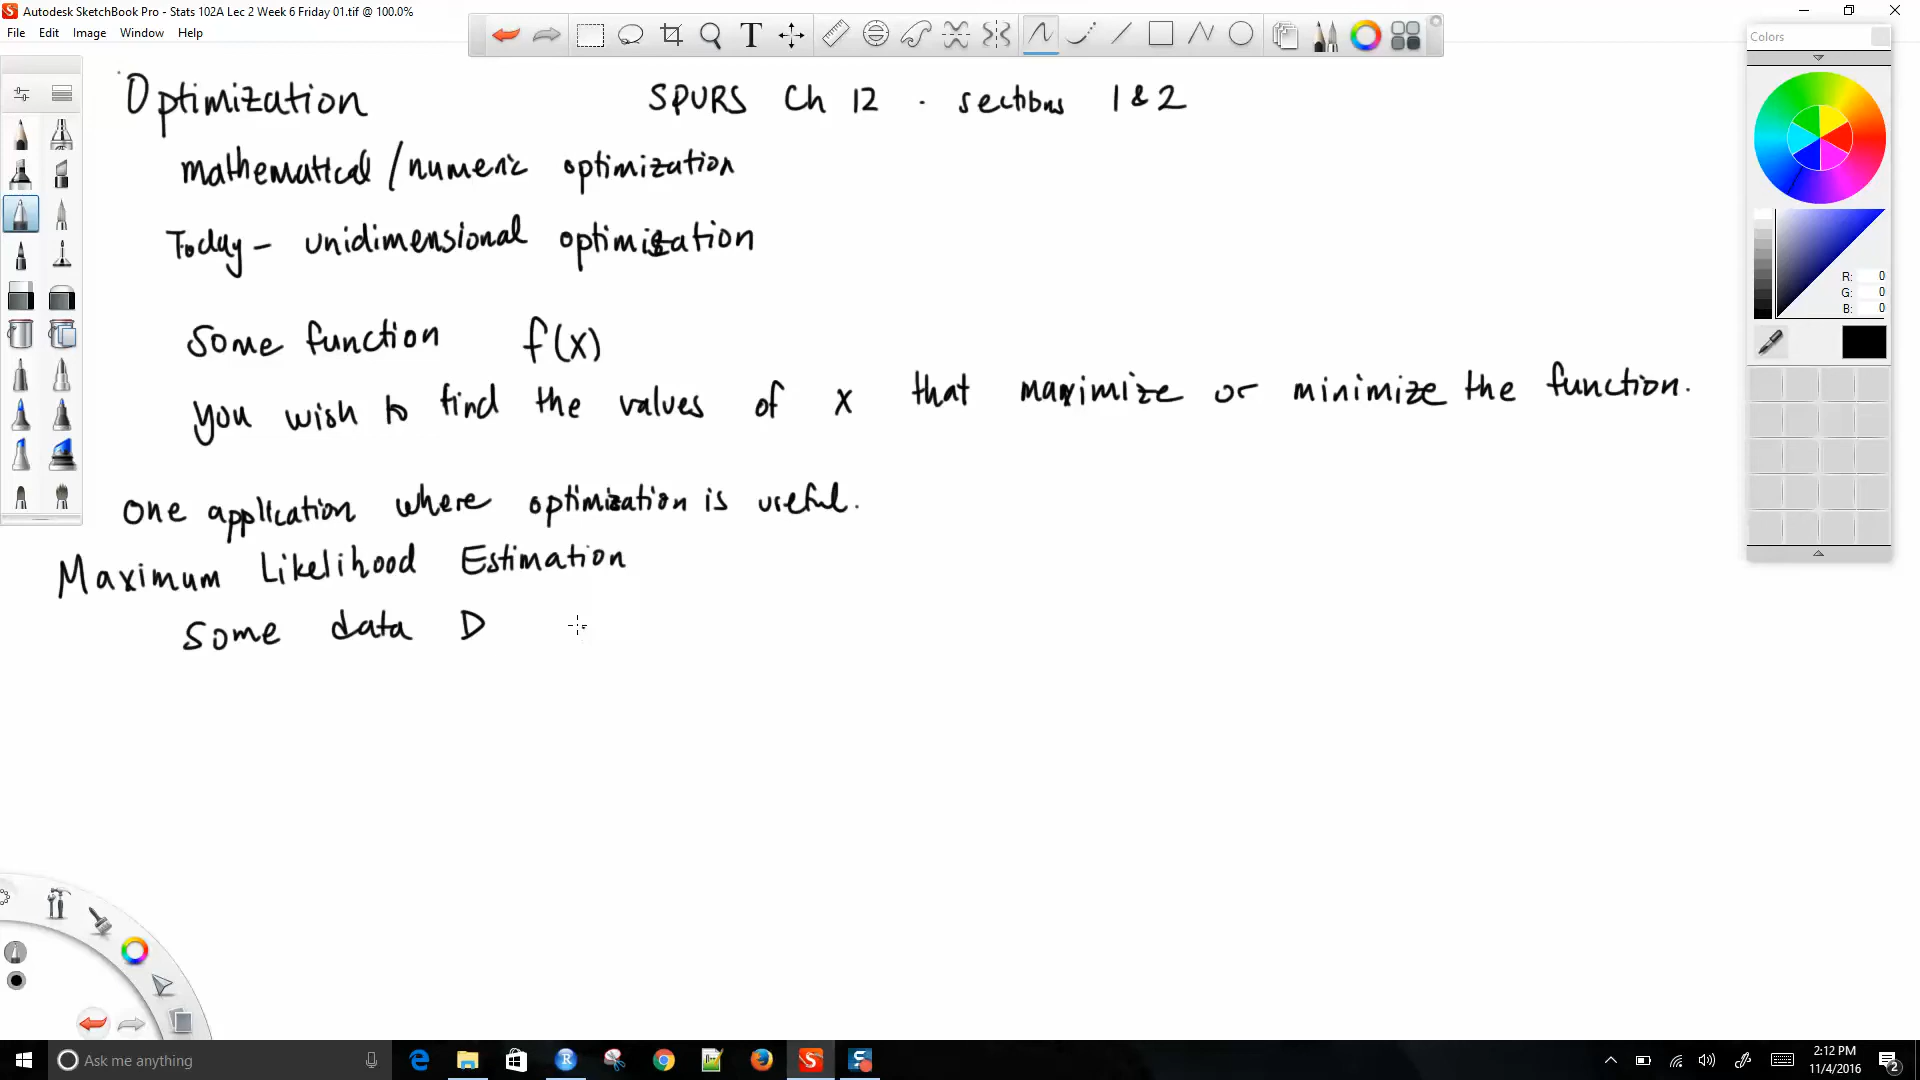 Autodesk SketchBook Pro - Stats 102A Lec 2 Week 6 Friday 01.tif @ 100.0%
File Edit Image Window Help
T
Colors
Optimization SPURS Ch 12 . sections 1 & 2
mathematical / numeric optimization
Today - unidimensional optimization
R: 0
G: 0
B: 0
Some function f(x)
you wish to find the values of x that maximize or minimize the function.
One application where optimization is useful.
Maximum Likelihood Estimation
Some data D
Ask me anything
2:12 PM
11/4/2016
2